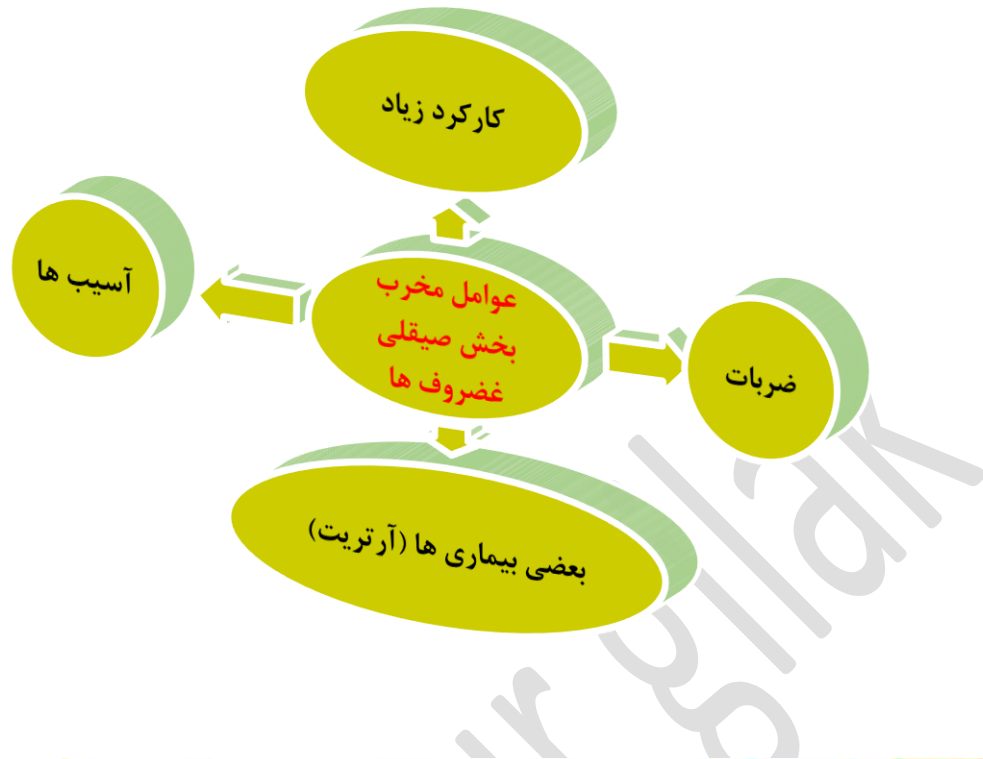 کارکرد زیاد
آسیب ها
عوامل مخرب
بخش صیقلی
غضروف ها
ضربات
بعضی بیماری ها (آرتریت)